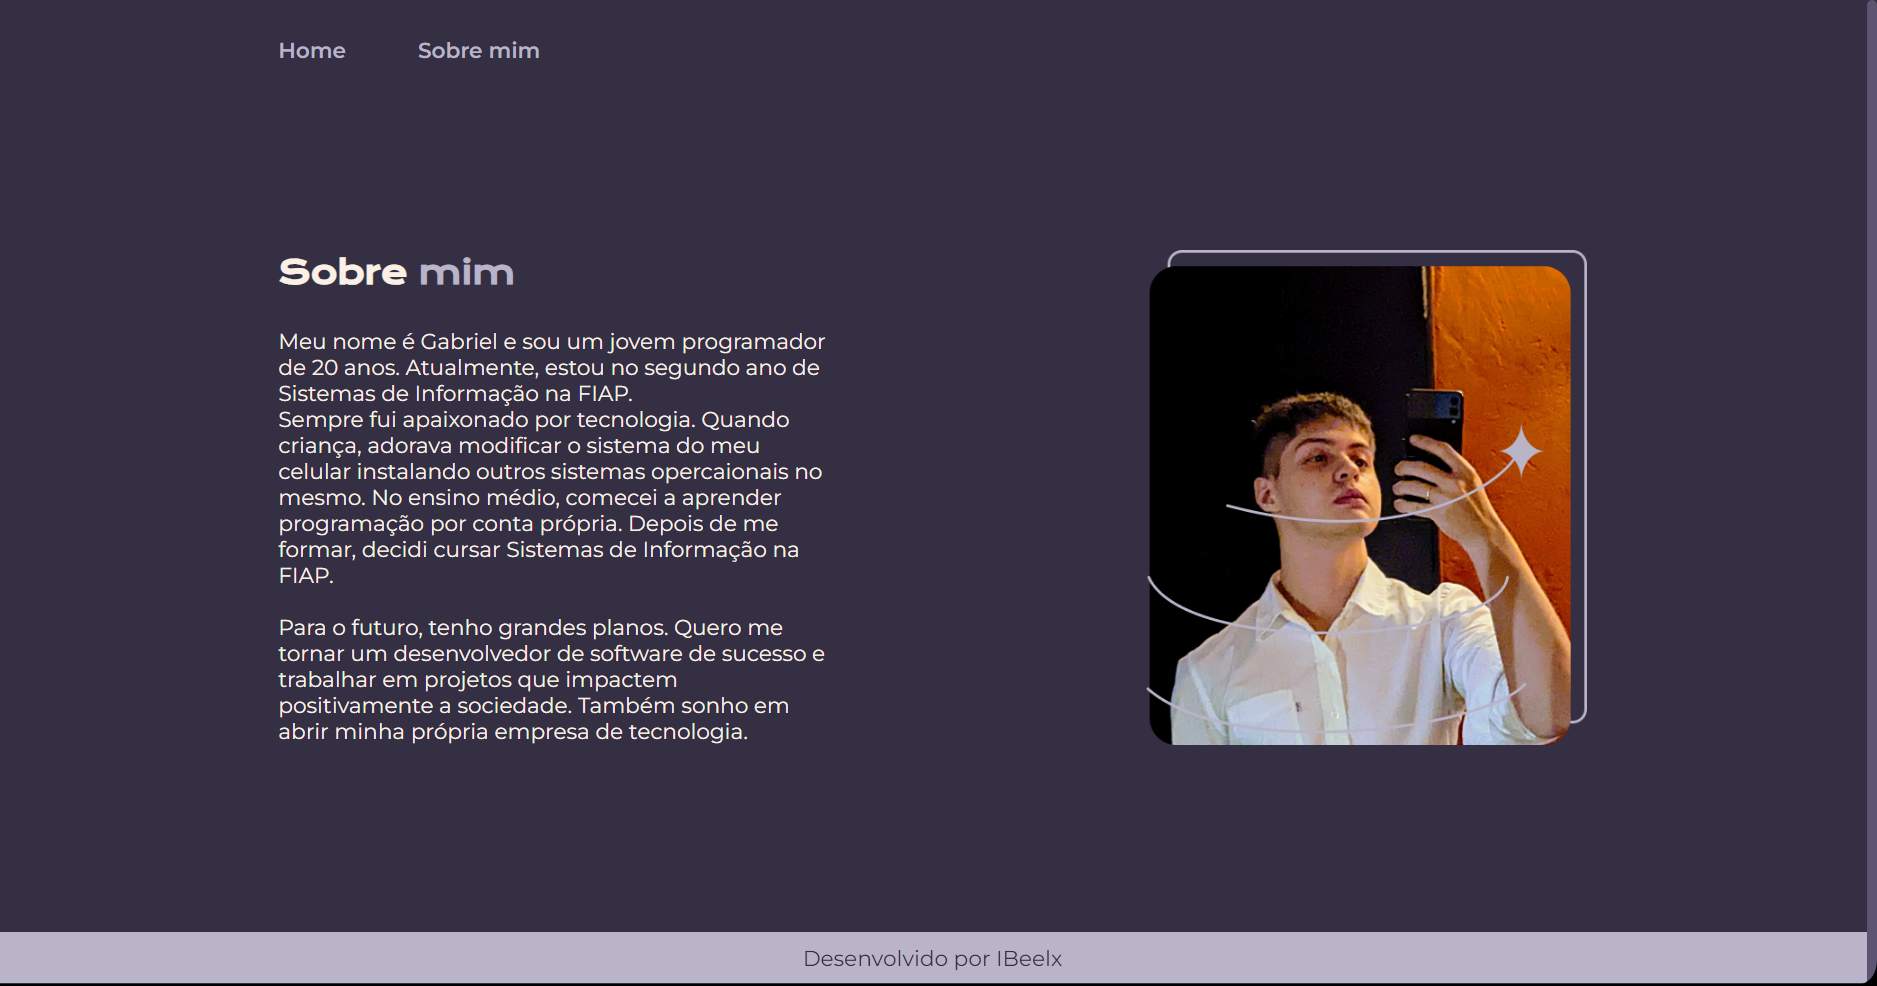 Home
Sobre mim
Sobre mim
Meu nome é Gabriel e sou um jovem programador
de 20 anos. Atualmente, estou no segundo ano de
Sistemas de Informação na FIAP.
Sempre fui apaixonado por tecnologia. Quando
criança, adorava modificar o sistema do meu
celular instalando outros sistemas opercaionais no
mesmo. No ensino médio, comecei a aprender
programação por conta própria. Depois de me
formar, decidi cursar Sistemas de Informação na
FIAP.
Para o futuro, tenho grandes planos. Quero me
tornar um desenvolvedor de software de sucesso e
trabalhar em projetos que impactem
positivamente a sociedade. Também sonho em
abrir minha própria empresa de tecnologia.
Desenvolvido por IBeelx